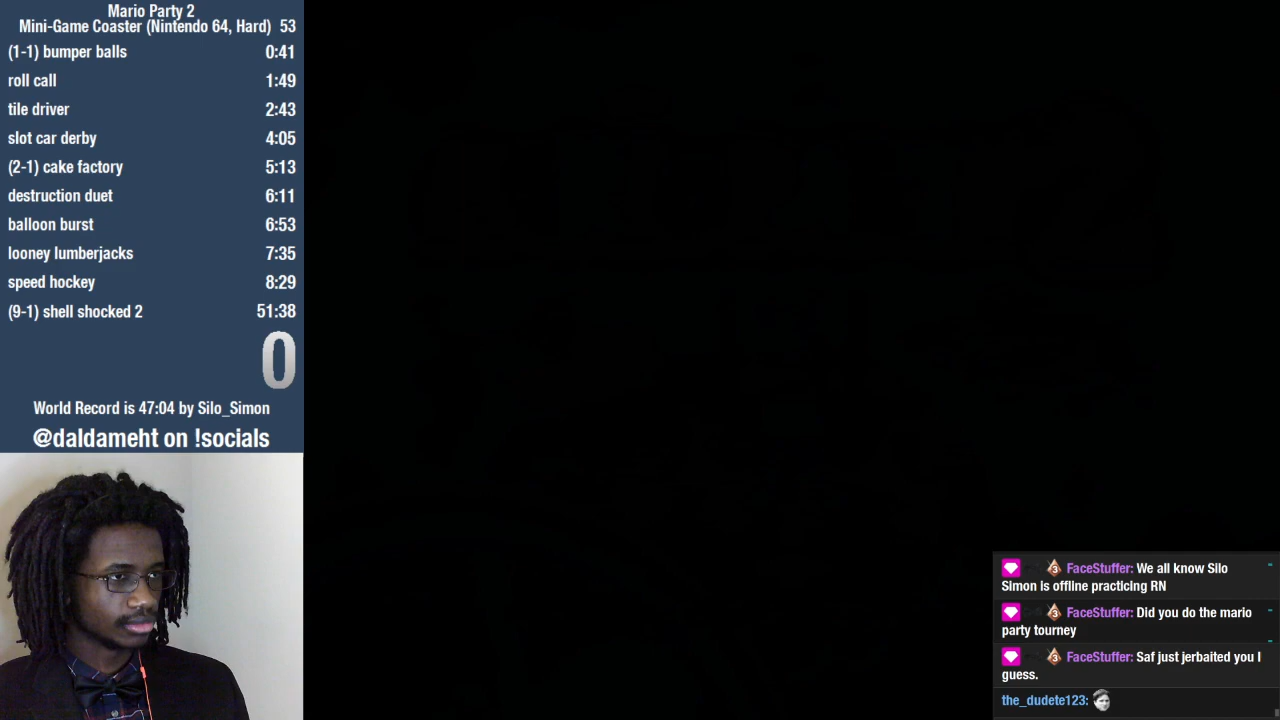 Mario Party 2
Mini-Game Coaster (Nintendo 64, Hard) 53
(1-1) bumper balls 0:41
roll call 1:49
tile driver 2:43
slot car derby 4:05
(2-1) cake factory 5:13
destruction duet 6:11
balloon burst 6:53
looney lumberjacks 7:35
speed hockey 8:29
(9-1) shell shocked 2 51:38
0
World Record is 47:04 by Silo_Simon
@daldameht on !socials
3 FaceStuffer: We all know Silo
Simon is offline practicing RN
3 FaceStuffer: Did you do the mario
party tourney
3 FaceStuffer: Saf just jerbaited you I
guess.
the_dudete123: